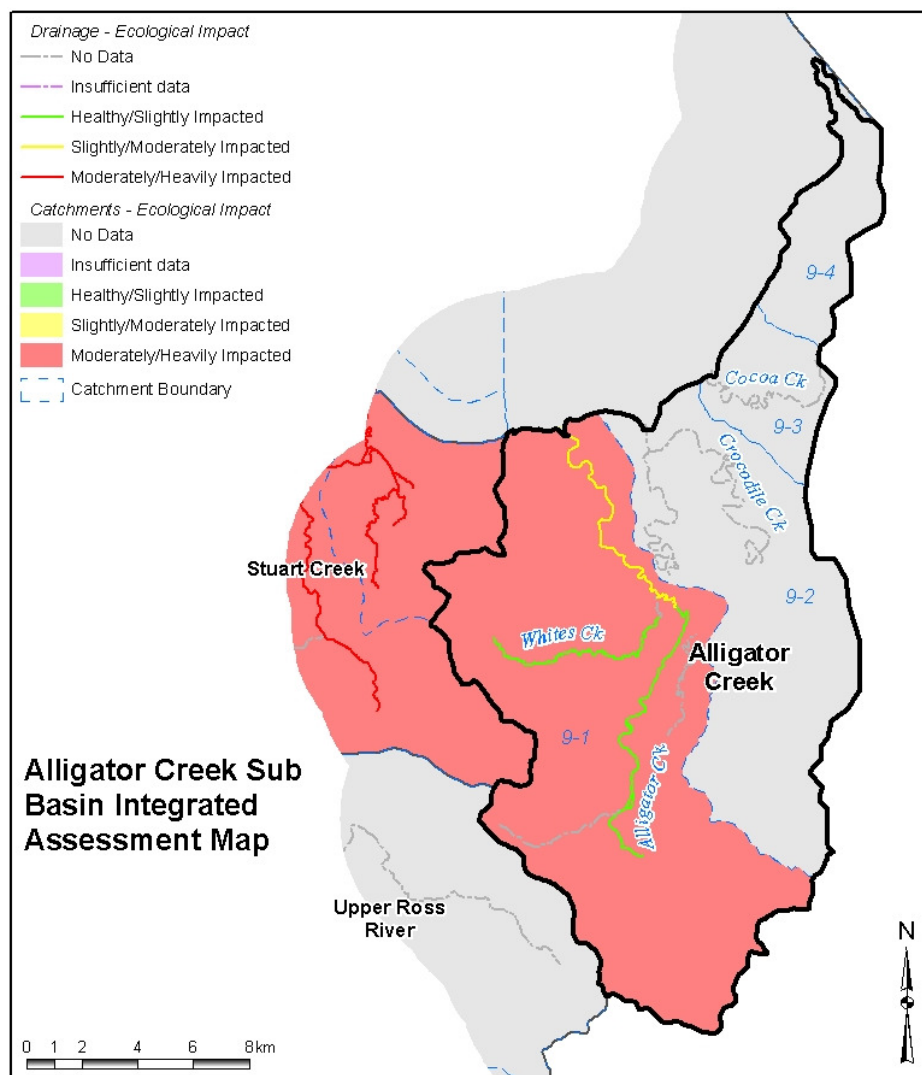 Drainage - Ecological Impact
No Data
Insufficient data
Healthy/Slightly Impacted
Slightly/Moderately Impacted
Moderately/Heavily Impacted
Catchments - Ecological Impact
No Data
Insufficient data
Healthy/Slightly Impacted
Slightly/Moderately Impacted
Moderately/Heavily Impacted
Catchment Boundary
9-4
Cocoa Ck
9-3
Crocodile Ck
Stuart Creek
9-2
Whites Ck
Alligator
Creek
9-1
Alligator Ck
Alligator Creek Sub
Basin Integrated
Assessment Map
Upper Ross
River
N
0 1 2 4 6 8km